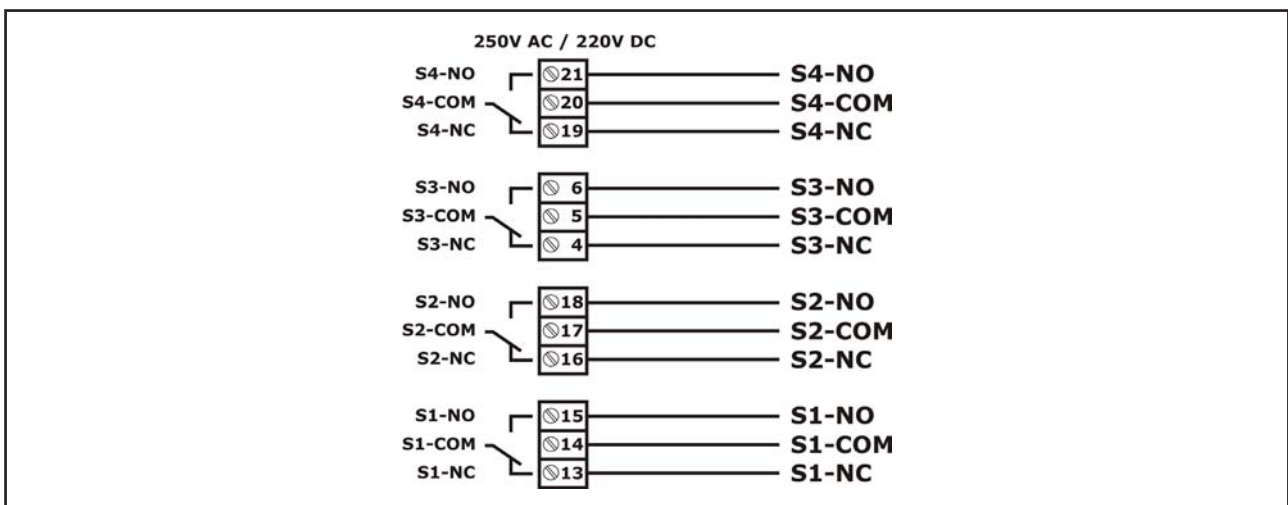 250V AC / 220V DC
S4-NO 21 S4-NO
S4-COM 20 S4-COM
S4-NC 19 S4-NC
S3-NO 6 S3-NO
S3-COM 5 S3-COM
S3-NC 4 S3-NC
S2-NO 18 S2-NO
S2-COM 17 S2-COM
S2-NC 16 S2-NC
S1-NO 15 S1-NO
S1-COM 14 S1-COM
S1-NC 13 S1-NC